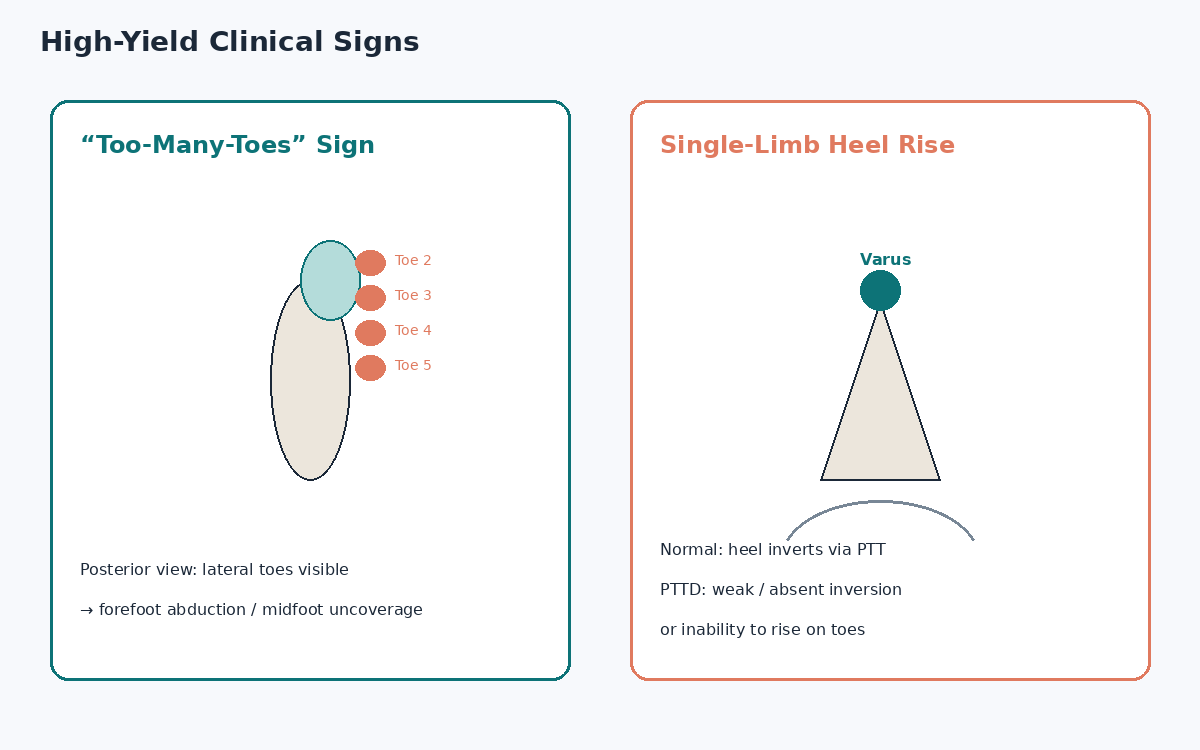 High-Yield Clinical Signs
“Too-Many-Toes” Sign
Toe 2
Toe 3
Toe 4
Toe 5
Posterior view: lateral toes visible
→ forefoot abduction / midfoot uncoverage
Single-Limb Heel Rise
Varus
Normal: heel inverts via PTT
PTTD: weak / absent inversion
or inability to rise on toes